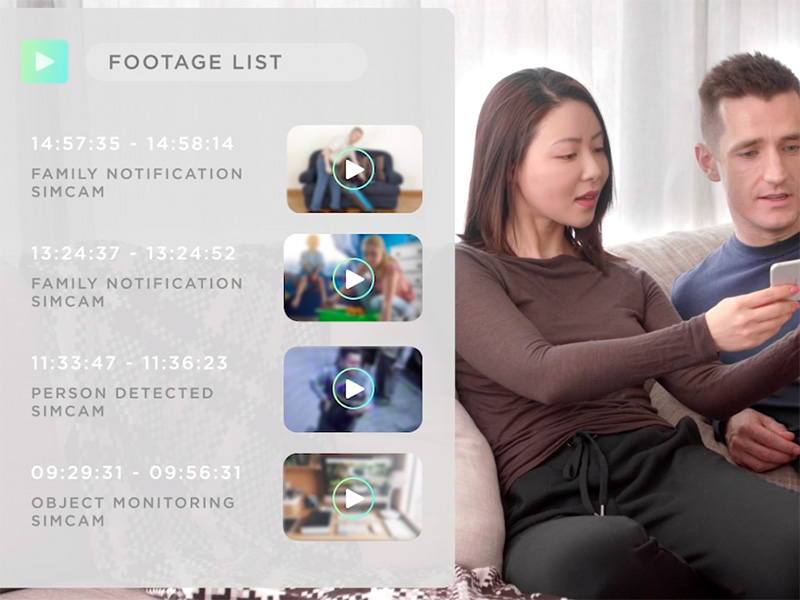 FOOTAGE LIST
14:57:35 - 14:58:14
FAMILY NOTIFICATION
SIMCAM
13:24:37 - 13:24:52
FAMILY NOTIFICATION
SIMCAM
11:33:47 - 11:36:23
PERSON DETECTED
SIMCAM
09:29:31 - 09:56:31
OBJECT MONITORING
SIMCAM